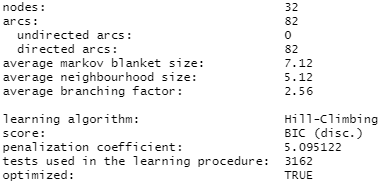 nodes: 32
arcs: 82
undirected arcs: 0
directed arcs: 82
average markov blanket size: 7.12
average neighbourhood size: 5.12
average branching factor: 2.56
learning algorithm: Hill-Climbing
score: BIC (disc.)
penalization coefficient: 5.095122
tests used in the learning procedure: 3162
optimized: TRUE